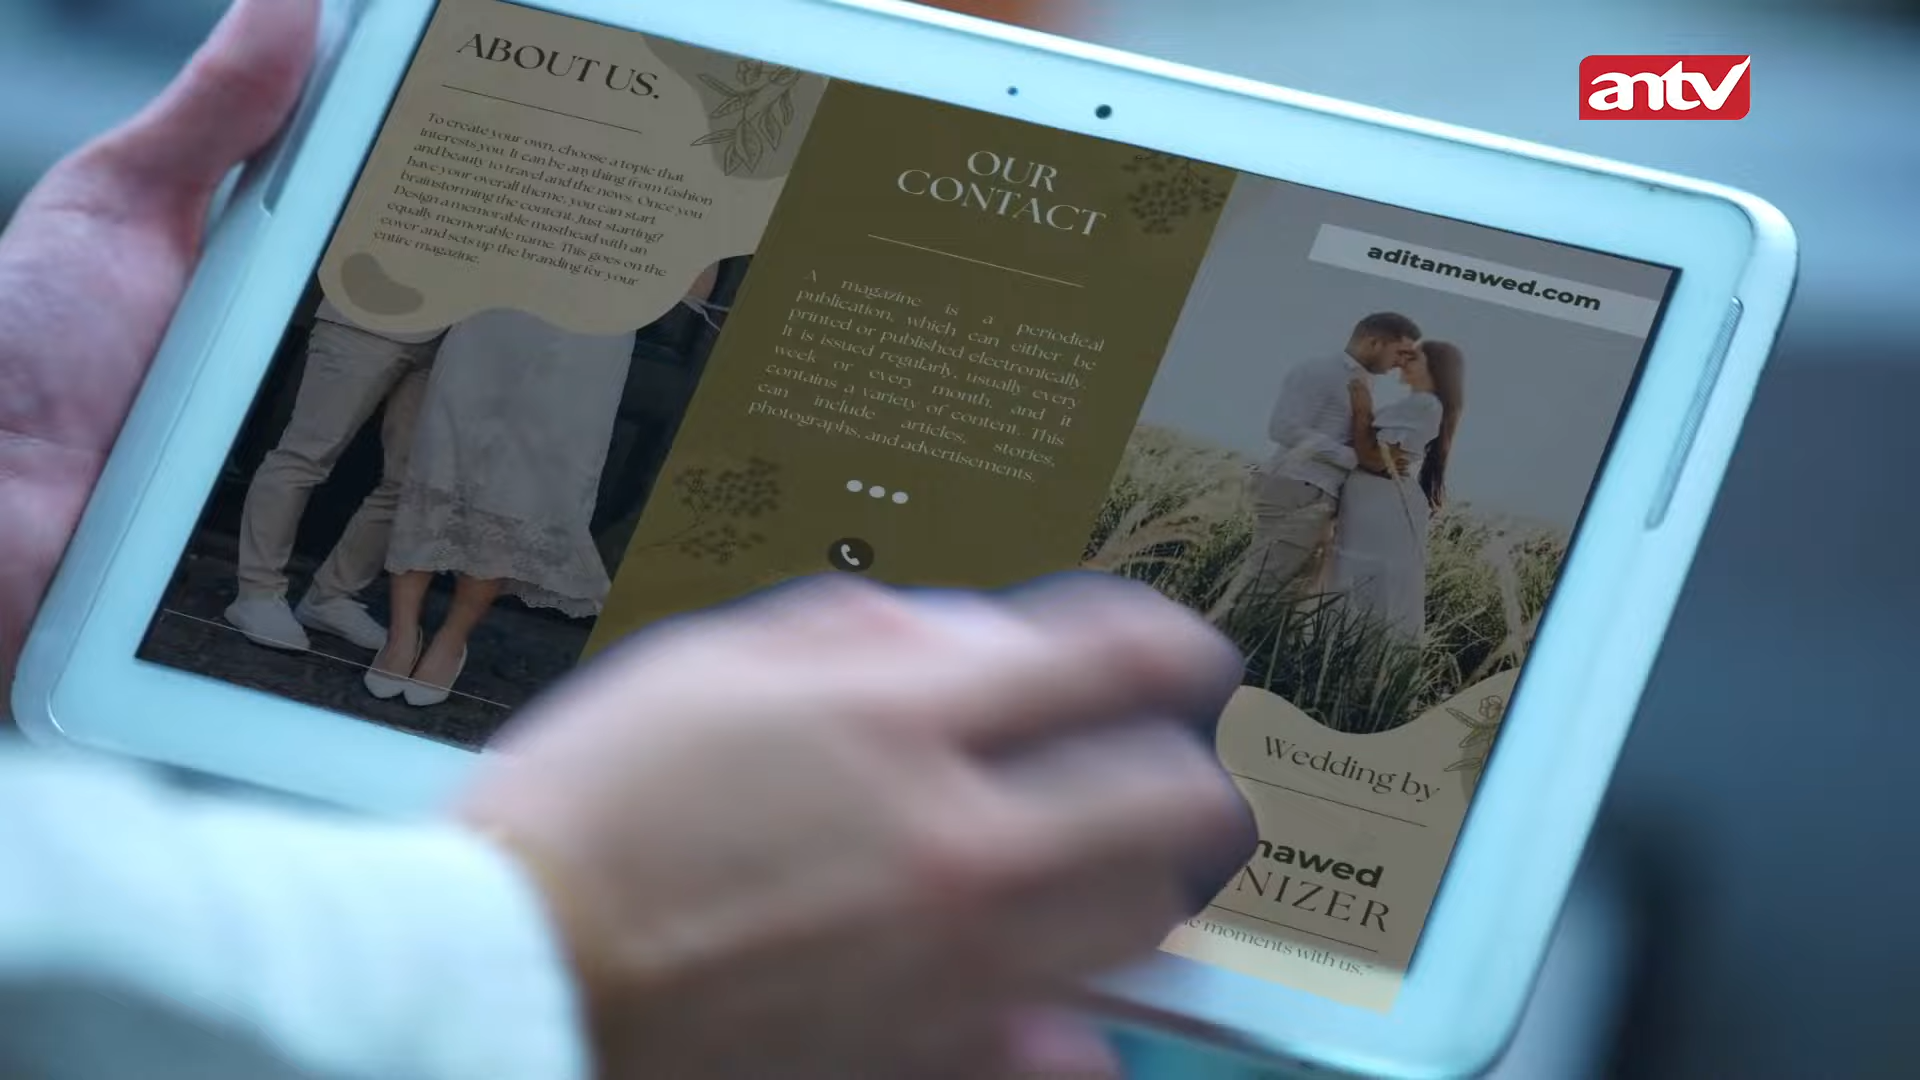 antv
ABOUT US.
To create your own, choose a topic that
interests you. It can be anything from fashion
and beauty to travel and the news. Once you
have your overall theme, you can start
brainstorming the content. Just starting?
Design a memorable masthead with an
equally memorable name. This goes on the
cover and sets up the branding for your
entire magazine.
OUR
CONTACT
A magazine is a periodical
publication, which can either be
printed or published electronically.
It is issued regularly, usually every
week or every month, and it
contains a variety of content. This
can include articles, stories,
photographs, and advertisements.
aditamawed.com
Wedding by
mawed
NIZER
moments with us."